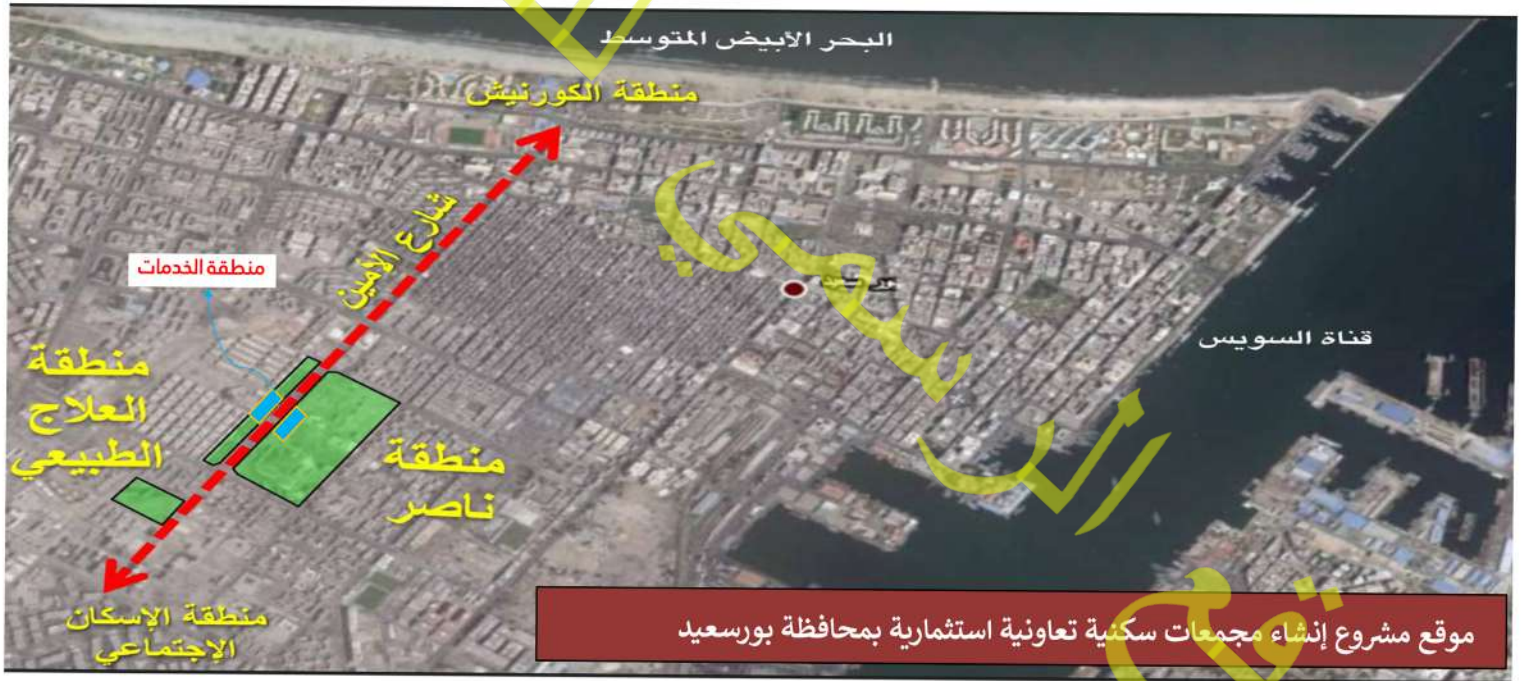 البحر الأبيض المتوسط
منطقة الكورنيش
شارع الأمين
منطقة الخدمات
قناة السويس
منطقة
العلاج
الطبيعي
منطقة
ناصر
منطقة الإسكان
الإجتماعي
موقع مشروع إنشاء مجمعات سكنية تعاونية استثمارية بمحافظة بورسعيد